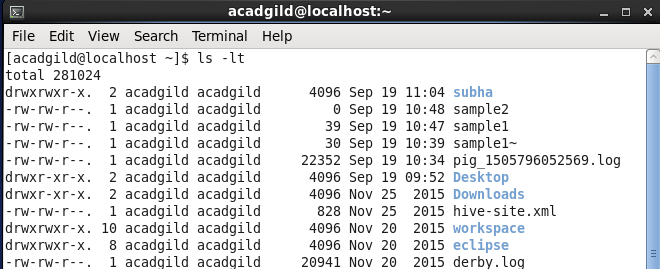 acadgild@localhost:~
File Edit View Search Terminal Help
[acadgild@localhost ~]$ ls -lt
total 281024
drwxrwxr-x.  2 acadgild acadgild      4096 Sep 19 11:04 subha
-rw-rw-r--.  1 acadgild acadgild         0 Sep 19 10:48 sample2
-rw-rw-r--.  1 acadgild acadgild        39 Sep 19 10:47 sample1
-rw-rw-r--.  1 acadgild acadgild        30 Sep 19 10:39 sample1~
-rw-rw-r--.  1 acadgild acadgild     22352 Sep 19 10:34 pig_1505796052569.log
drwxr-xr-x.  2 acadgild acadgild      4096 Sep 19 09:52 Desktop
drwxr-xr-x.  2 acadgild acadgild      4096 Nov 25  2015 Downloads
-rw-rw-r--.  1 acadgild acadgild       828 Nov 25  2015 hive-site.xml
drwxrwxr-x. 10 acadgild acadgild      4096 Nov 20  2015 workspace
drwxrwxr-x.  8 acadgild acadgild      4096 Nov 20  2015 eclipse
-rw-rw-r--.  1 acadgild acadgild     20941 Nov 20  2015 derby.log